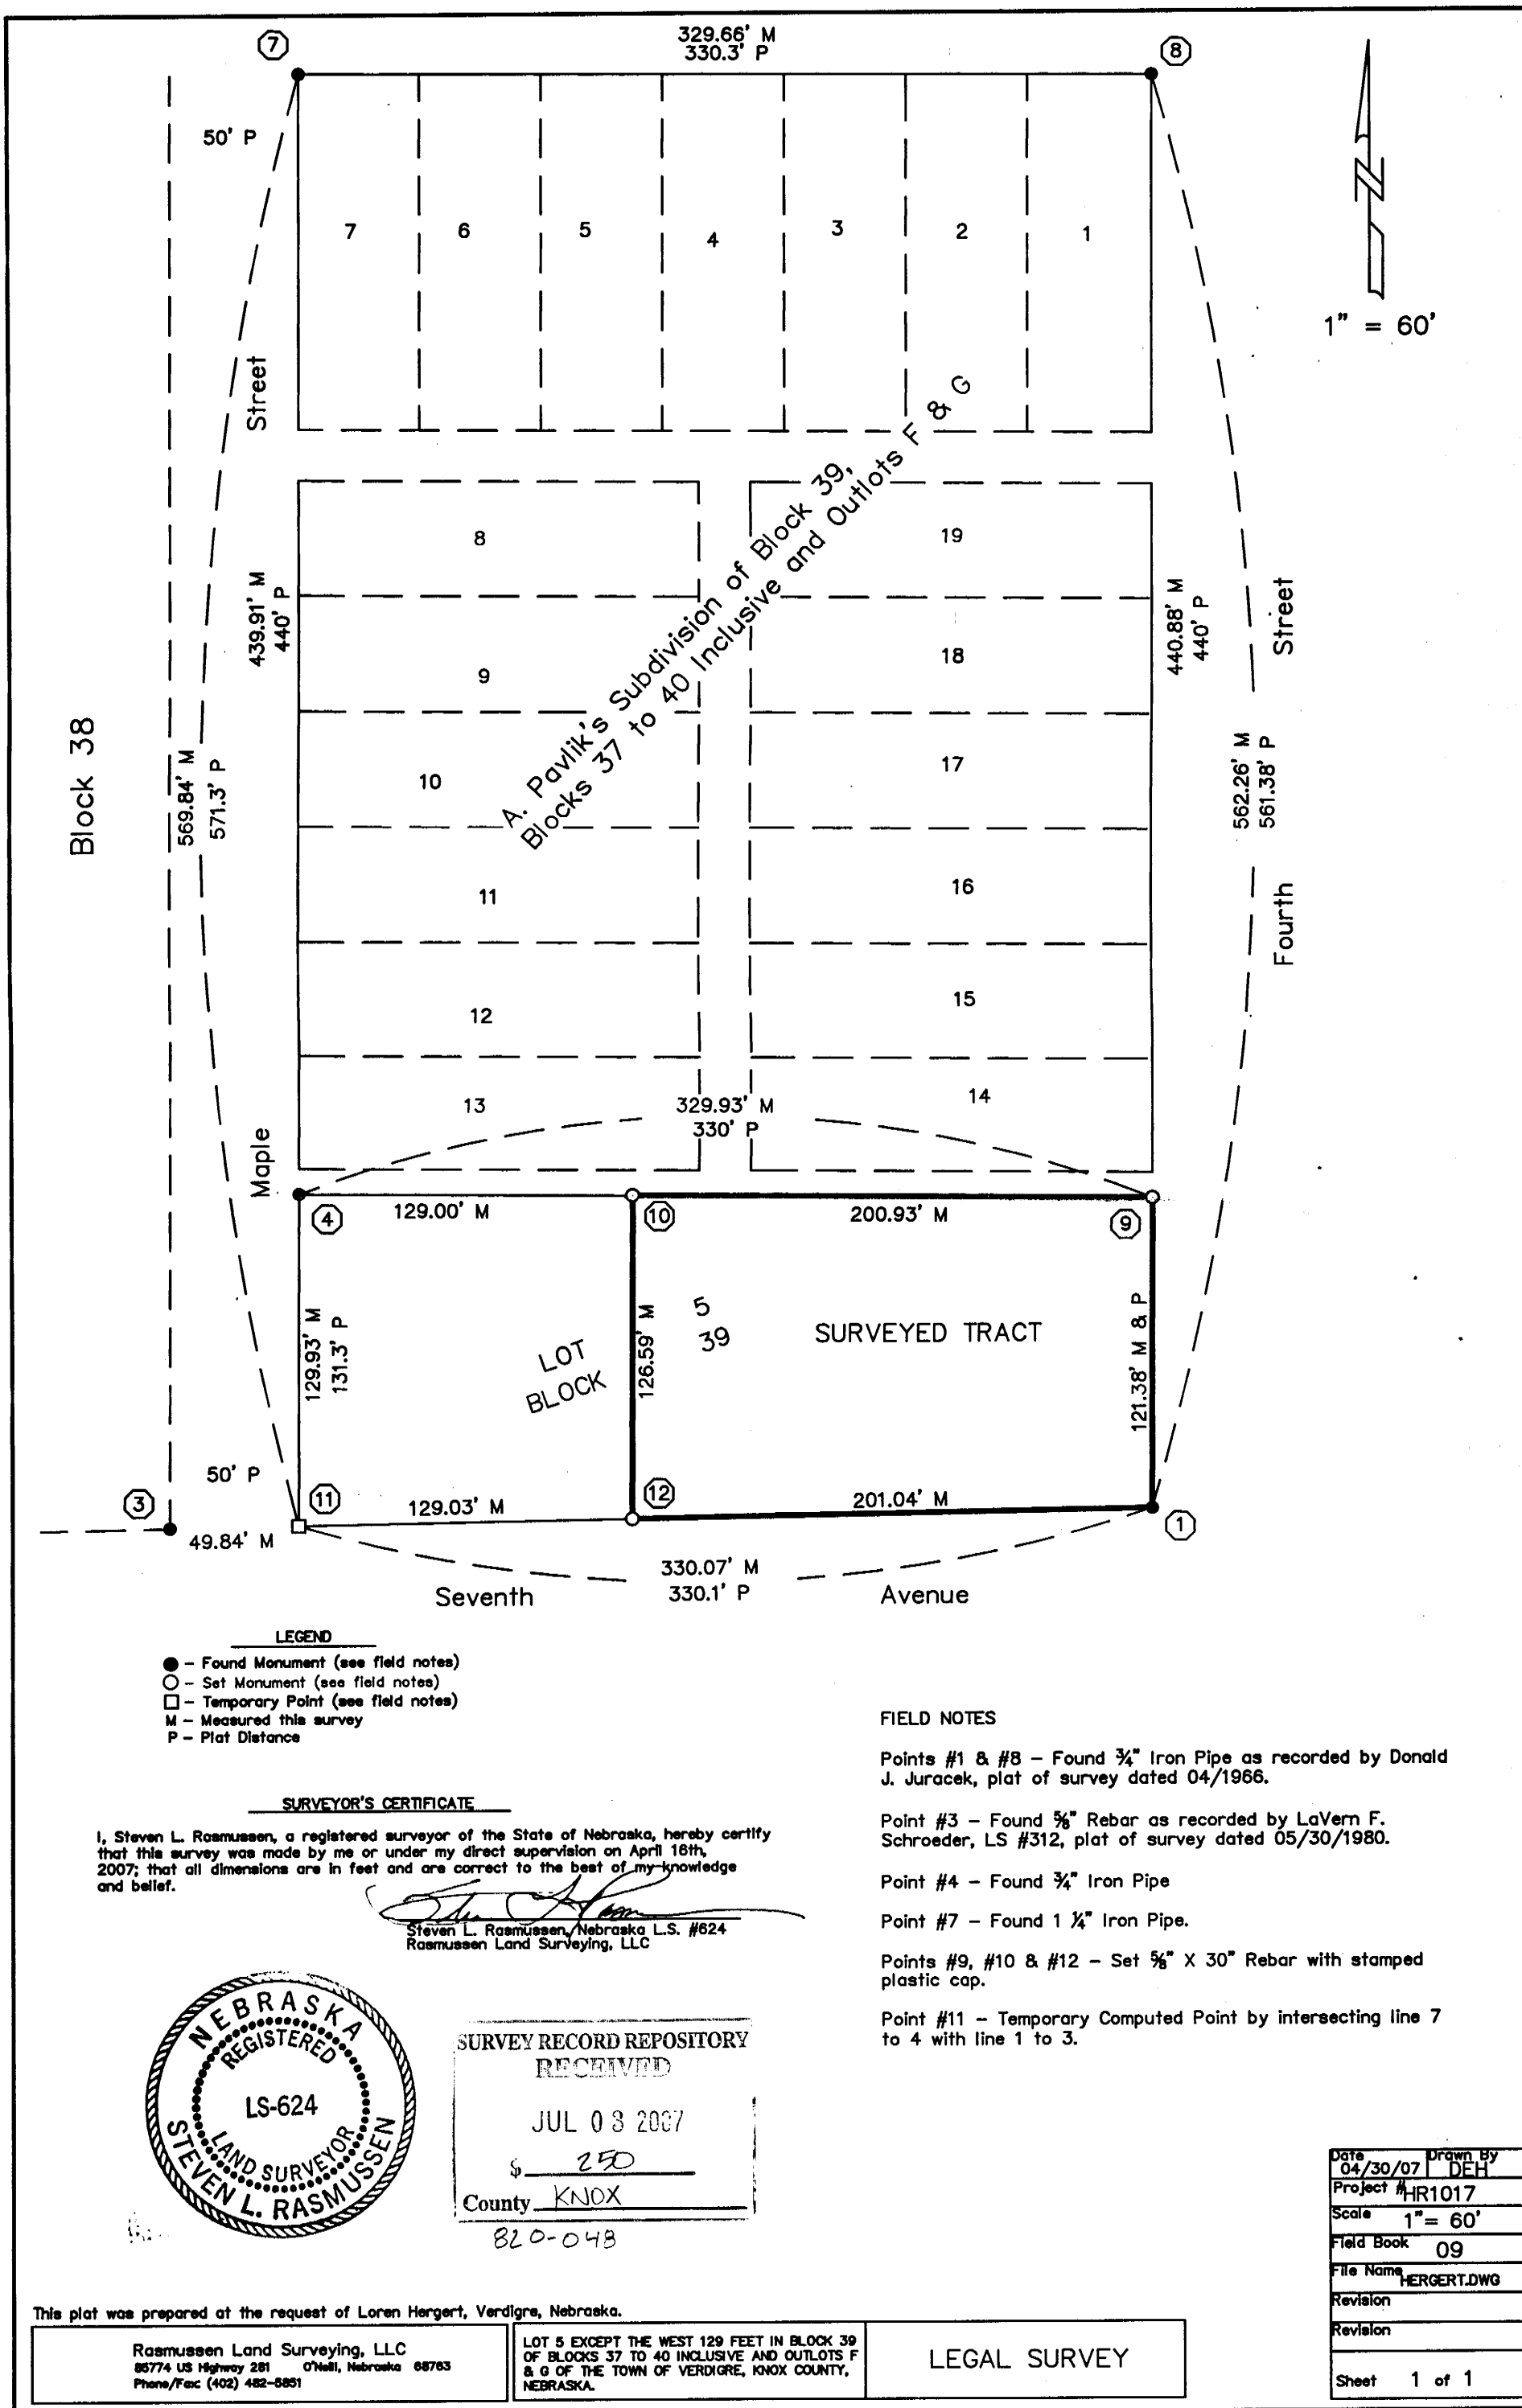 7
329.66' M
330.3' P
8
50' P
7
6
5
4
3
2
1
N
1" = 60'
Street
A. Pavlik's Subdivision of Block 39,
Blocks 37 to 40 Inclusive and Outlots F & G
8
19
439.91' M
440' P
440.88' M
440' P
Street
9
18
Block 38
569.84' M
571.3' P
10
17
562.26' M
561.38' P
11
16
Fourth
12
15
13
329.93' M
330' P
14
Maple
4
129.00' M
10
200.93' M
9
129.93' M
131.3' P
LOT
BLOCK
126.59' M
5
39
SURVEYED TRACT
121.38' M & P
50' P
3
11
129.03' M
12
201.04' M
1
49.84' M
330.07' M
330.1' P
Seventh
Avenue
LEGEND
– Found Monument (see field notes)
– Set Monument (see field notes)
– Temporary Point (see field notes)
M – Measured this survey
P – Plat Distance
FIELD NOTES
Points #1 & #8 – Found ¾" Iron Pipe as recorded by Donald
J. Juracek, plat of survey dated 04/1966.
Point #3 – Found ⅝" Rebar as recorded by LaVern F.
Schroeder, LS #312, plat of survey dated 05/30/1980.
Point #4 – Found ¾" Iron Pipe
Point #7 – Found 1 ¼" Iron Pipe.
Points #9, #10 & #12 – Set ⅝" X 30" Rebar with stamped
plastic cap.
Point #11 – Temporary Computed Point by intersecting line 7
to 4 with line 1 to 3.
SURVEYOR'S CERTIFICATE
I, Steven L. Rasmussen, a registered surveyor of the State of Nebraska, hereby certify
that this survey was made by me or under my direct supervision on April 16th,
2007; that all dimensions are in feet and are correct to the best of my knowledge
and belief.
Steven L. Rasmussen, Nebraska L.S. #624
Rasmussen Land Surveying, LLC
NEBRASKA
REGISTERED
LS-624
LAND SURVEYOR
STEVEN L. RASMUSSEN
SURVEY RECORD REPOSITORY
RECEIVED
JUL 03 2007
$ 250
County KNOX
820-048
Date 04/30/07 Drawn By DEH
Project # HR1017
Scale 1"= 60'
Field Book 09
File Name HERGERT.DWG
Revision
Revision
Sheet 1 of 1
This plat was prepared at the request of Loren Hergert, Verdigre, Nebraska.
Rasmussen Land Surveying, LLC
85774 US Highway 281 O'Neill, Nebraska 68763
Phone/Fax: (402) 482-5851
LOT 5 EXCEPT THE WEST 129 FEET IN BLOCK 39
OF BLOCKS 37 TO 40 INCLUSIVE AND OUTLOTS F
& G OF THE TOWN OF VERDIGRE, KNOX COUNTY,
NEBRASKA.
LEGAL SURVEY